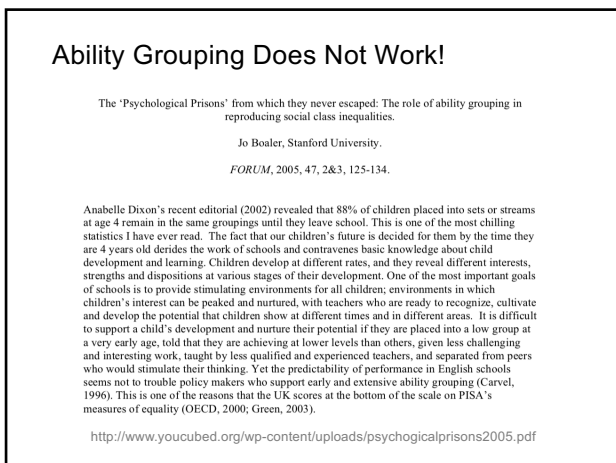 Ability Grouping Does Not Work!
The ‘Psychological Prisons’ from which they never escaped: The role of ability grouping in
reproducing social class inequalities.
Jo Boaler, Stanford University.
FORUM, 2005, 47, 2&3, 125-134.
Anabelle Dixon's recent editorial (2002) revealed that 88% of children placed into sets or streams
at age 4 remain in the same groupings until they leave school. This is one of the most chilling
statistics I have ever read.  The fact that our children's future is decided for them by the time they
are 4 years old derides the work of schools and contravenes basic knowledge about child
development and learning. Children develop at different rates, and they reveal different interests,
strengths and dispositions at various stages of their development. One of the most important goals
of schools is to provide stimulating environments for all children; environments in which
children's interest can be peaked and nurtured, with teachers who are ready to recognize, cultivate
and develop the potential that children show at different times and in different areas.  It is difficult
to support a child's development and nurture their potential if they are placed into a low group at
a very early age, told that they are achieving at lower levels than others, given less challenging
and interesting work, taught by less qualified and experienced teachers, and separated from peers
who would stimulate their thinking. Yet the predictability of performance in English schools
seems not to trouble policy makers who support early and extensive ability grouping (Carvel,
1996). This is one of the reasons that the UK scores at the bottom of the scale on PISA's
measures of equality (OECD, 2000; Green, 2003).
http://www.youcubed.org/wp-content/uploads/psychogicalprisons2005.pdf